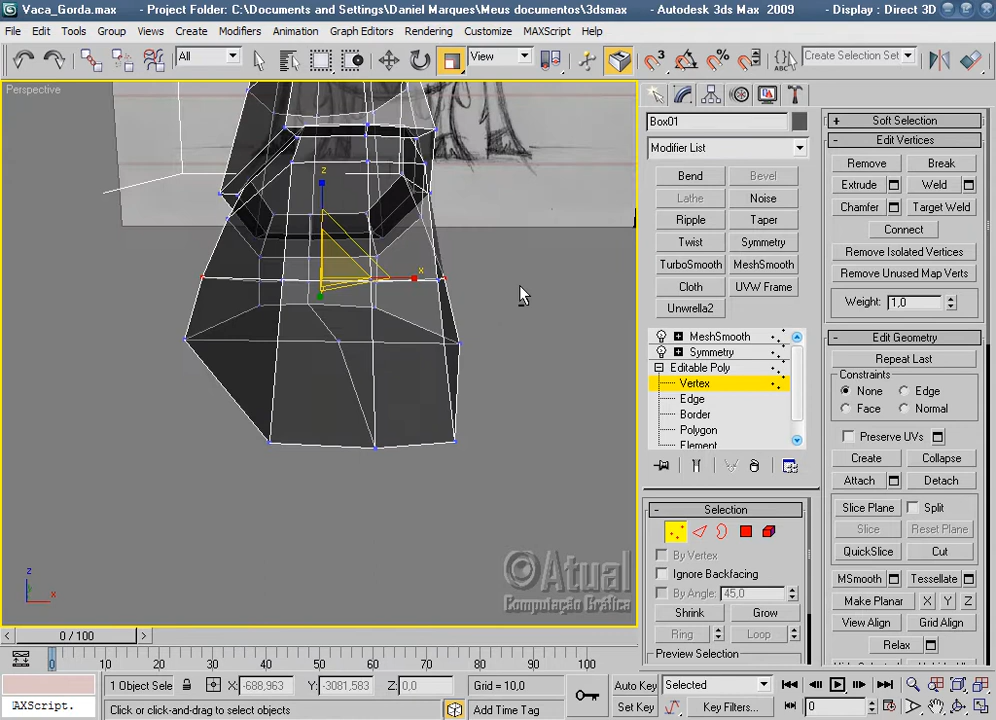 Vaca_Gorda.max - Project Folder: C:\Documents and Settings\Daniel Marques\Meus documentos\3dsmax - Autodesk 3ds Max 2009 - Display : Direct 3D
File Edit Tools Group Views Create Modifiers Animation Graph Editors Rendering Customize MAXScript Help
All View Create Selection Set
Perspective
z
x
Box01
Modifier List
Bend Bevel
Lathe Noise
Ripple Taper
Twist Symmetry
TurboSmooth MeshSmooth
Cloth UVW Frame
Unwrella2
MeshSmooth
Symmetry
Editable Poly
Vertex
Edge
Border
Polygon
Element
Selection
By Vertex
Ignore Backfacing
By Angle: 45,0
Shrink Grow
Ring Loop
Preview Selection
+ Soft Selection
- Edit Vertices
Remove Break
Extrude Weld
Chamfer Target Weld
Connect
Remove Isolated Vertices
Remove Unused Map Verts
Weight: 1,0
- Edit Geometry
Repeat Last
Constraints
None Edge
Face Normal
Preserve UVs
Create Collapse
Attach Detach
Slice Plane Split
Slice Reset Plane
QuickSlice Cut
MSmooth Tessellate
Make Planar X Y Z
View Align Grid Align
Relax
©Atual
Computação Gráfica
z
x
< 0 / 100 >
0 10 20 30 40 50 60 70 80 90 100
1 Object Sele X: -688,963 Y: -3081,583 Z: 0,0 Grid = 10,0 Auto Key Selected
AXScript. Click or click-and-drag to select objects Add Time Tag Set Key Key Filters... 0